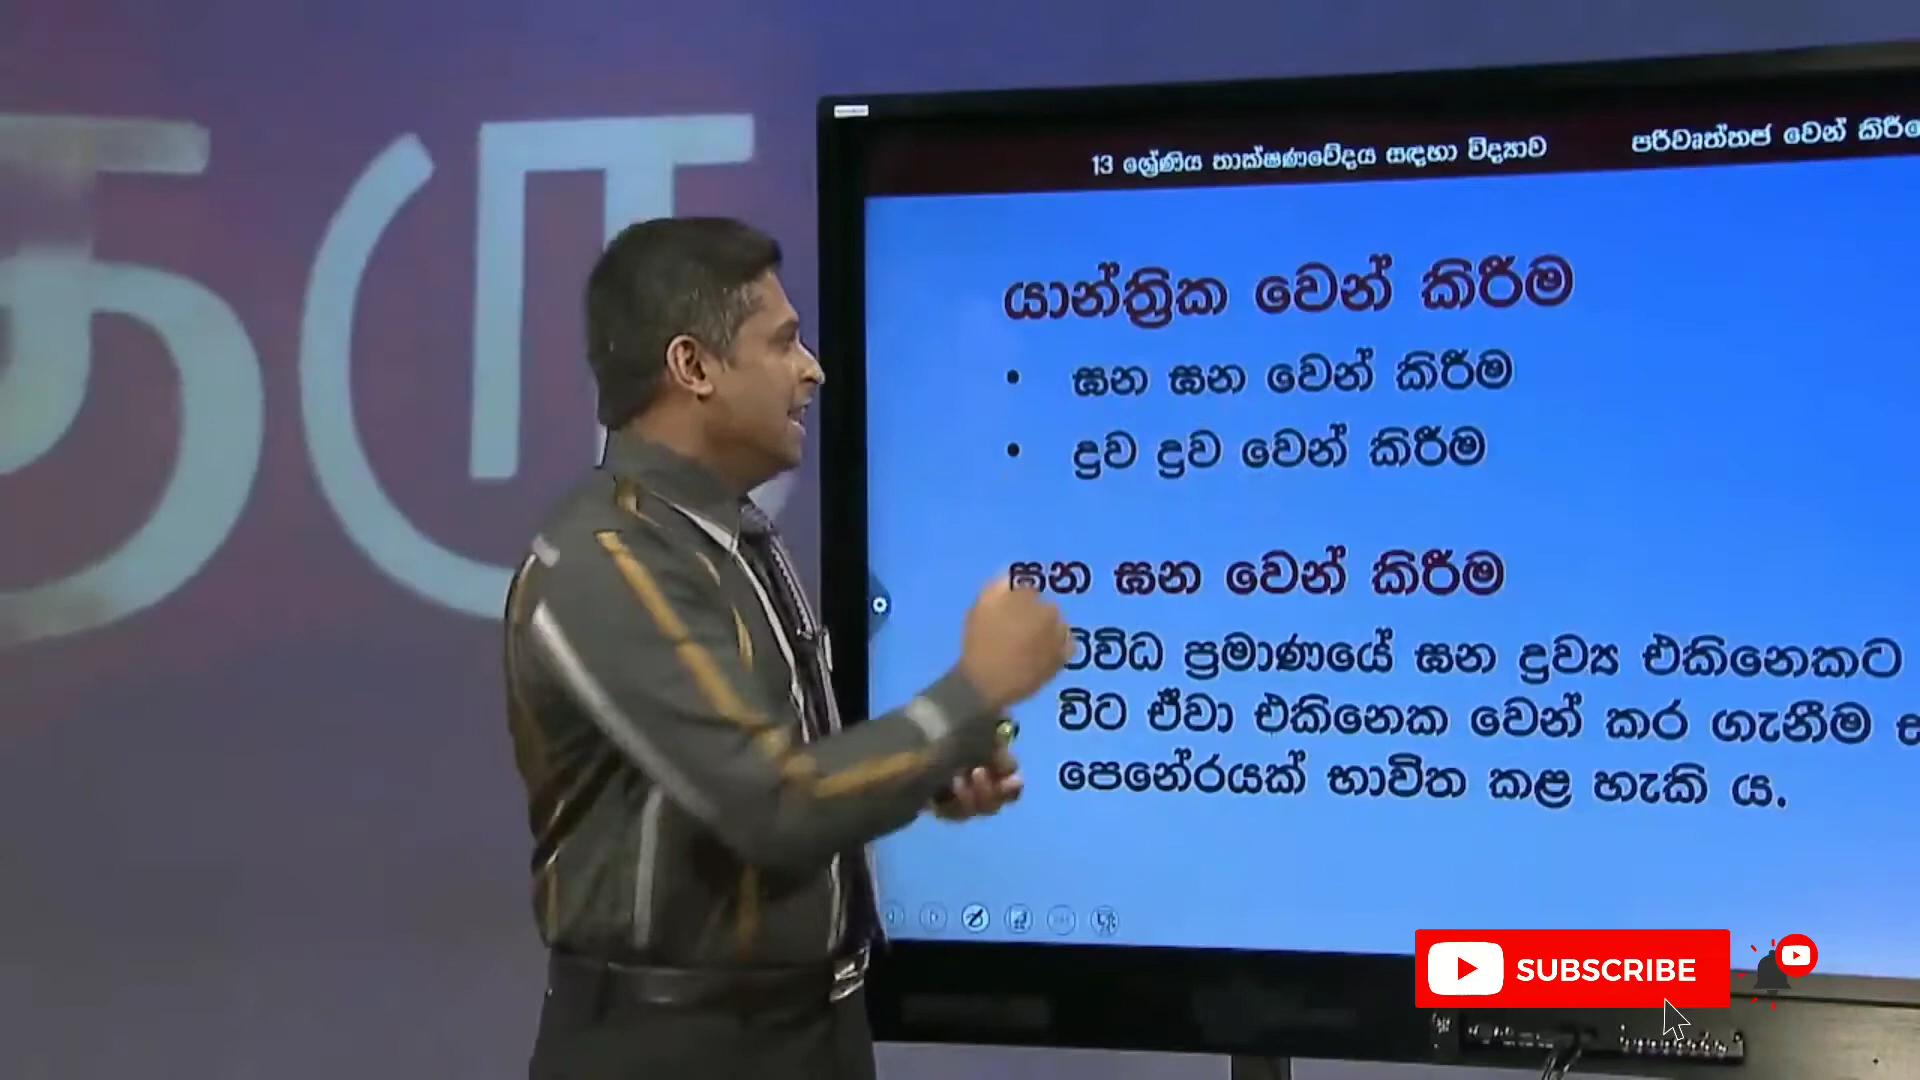 13 ශ්‍රේණිය තාක්ෂණවේදය සඳහා විද්‍යාව
පරිවෘත්තජ වෙන්
යාන්ත්‍රික වෙන් කිරීම
• ඝන ඝන වෙන් කිරීම
• ද්‍රව ද්‍රව වෙන් කිරීම
ඝන ඝන වෙන් කිරීම
විවිධ ප්‍රමාණයේ ඝන ද්‍රව්‍ය එකිනෙකට
විට ඒවා එකිනෙක වෙන් කර ගැනීම
පෙනේරයක් භාවිත කළ හැකි ය.
SUBSCRIBE